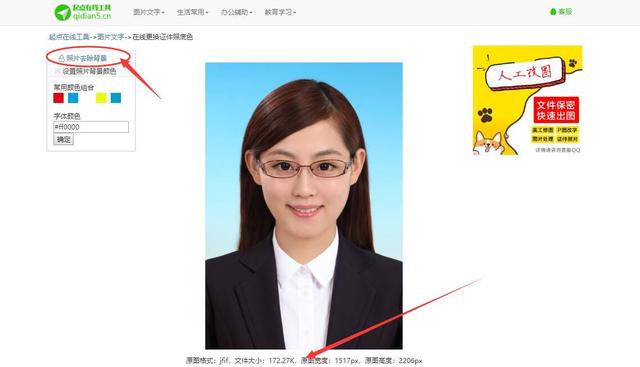 起点在线工具
qidian5.cn
图片文字
生活常用
办公辅助
教育学习
客服
起点在线工具->图片文字->在线更换证件照底色
照片去除背景
设置照片背景颜色
常用颜色组合
字体颜色
#ff0000
确定
人工抠图
文件保密
快速出图
美工修图 P图改字
图片处理 证件照片
详情请咨询客服QQ
原图格式：jfif，文件大小：172.27K，原图宽度：1517px，原图高度：2206px